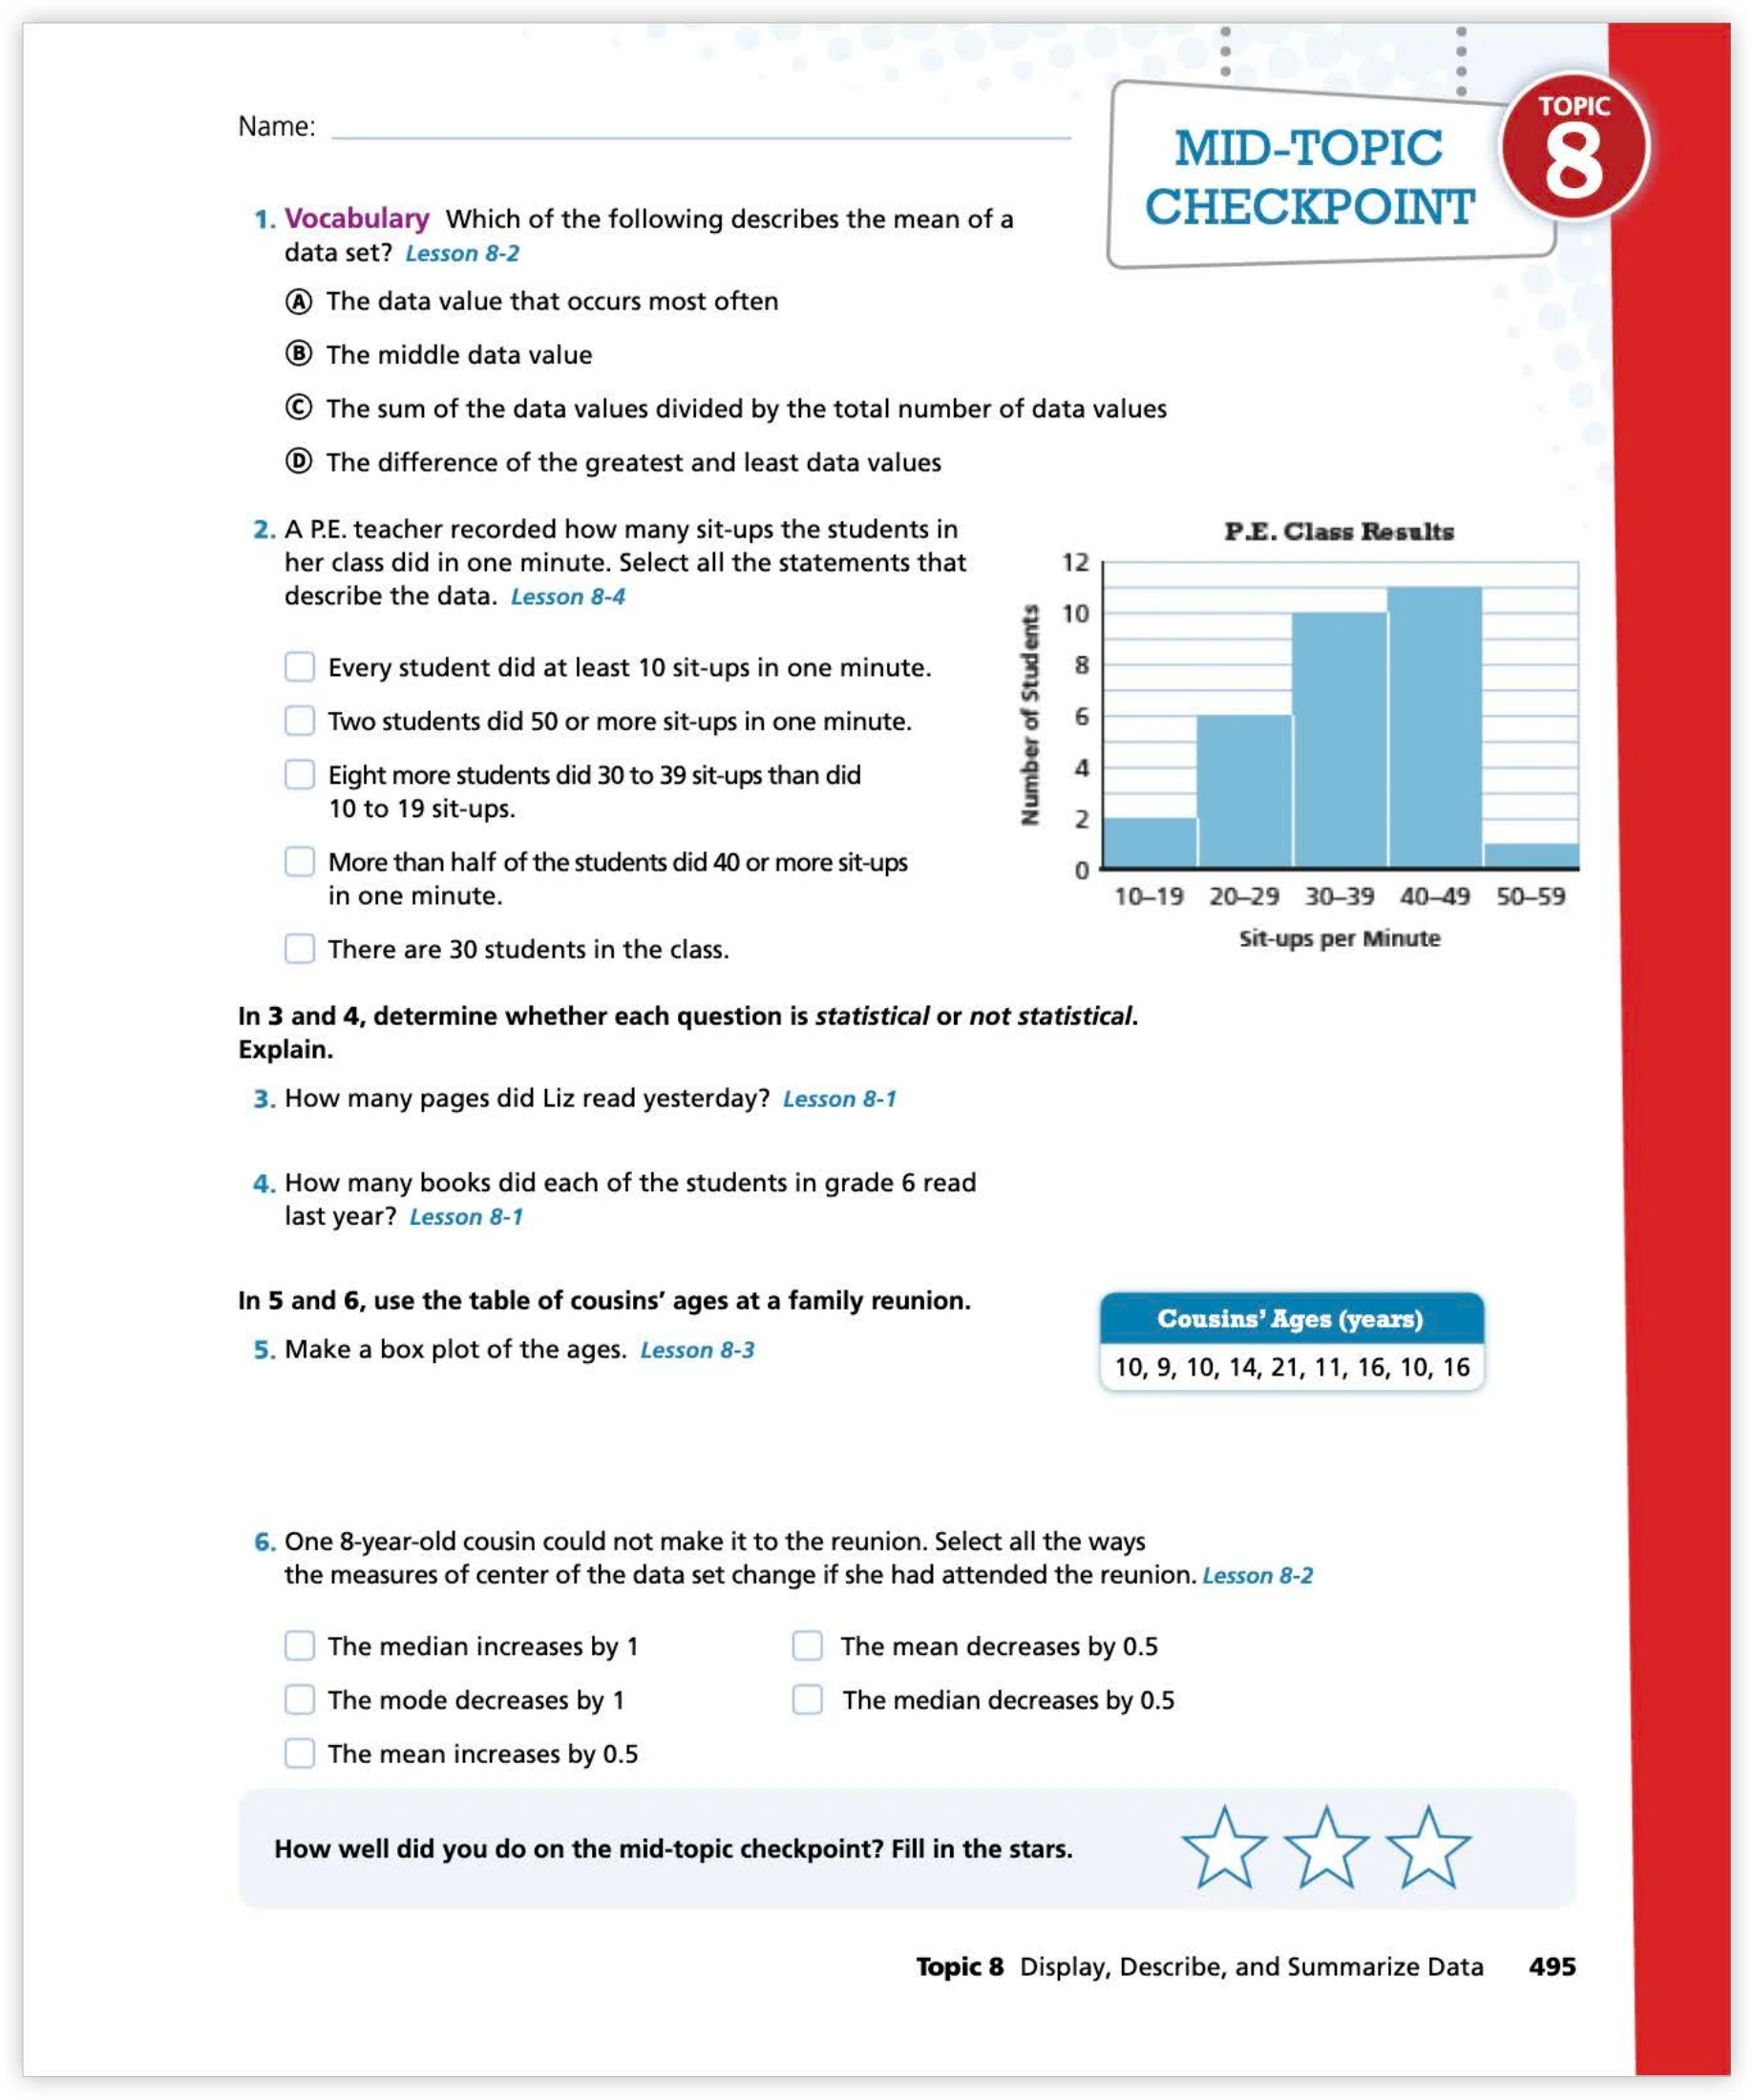 Name:
MID-TOPIC
CHECKPOINT
TOPIC
8
1. Vocabulary Which of the following describes the mean of a
data set? Lesson 8-2
Ⓐ The data value that occurs most often
Ⓑ The middle data value
Ⓒ The sum of the data values divided by the total number of data values
Ⓓ The difference of the greatest and least data values
2. A P.E. teacher recorded how many sit-ups the students in
her class did in one minute. Select all the statements that
describe the data. Lesson 8-4
Every student did at least 10 sit-ups in one minute.
Two students did 50 or more sit-ups in one minute.
Eight more students did 30 to 39 sit-ups than did
10 to 19 sit-ups.
More than half of the students did 40 or more sit-ups
in one minute.
There are 30 students in the class.
P.E. Class Results
Number of Students
12
10
8
6
4
2
0
10–19 20–29 30–39 40–49 50–59
Sit-ups per Minute
In 3 and 4, determine whether each question is statistical or not statistical.
Explain.
3. How many pages did Liz read yesterday? Lesson 8-1
4. How many books did each of the students in grade 6 read
last year? Lesson 8-1
In 5 and 6, use the table of cousins’ ages at a family reunion.
5. Make a box plot of the ages. Lesson 8-3
Cousins’ Ages (years)
10, 9, 10, 14, 21, 11, 16, 10, 16
6. One 8-year-old cousin could not make it to the reunion. Select all the ways
the measures of center of the data set change if she had attended the reunion. Lesson 8-2
The median increases by 1
The mode decreases by 1
The mean increases by 0.5
The mean decreases by 0.5
The median decreases by 0.5
How well did you do on the mid-topic checkpoint? Fill in the stars.
Topic 8 Display, Describe, and Summarize Data 495